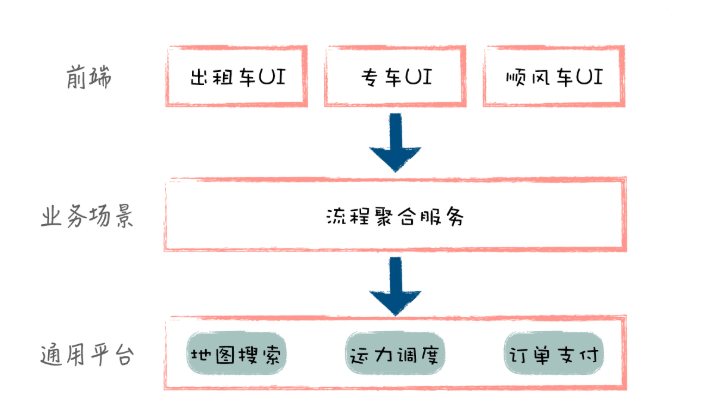 前端
出租车UI
专车UI
顺风车UI
业务场景
流程聚合服务
通用平台
地图搜索
运力调度
订单支付